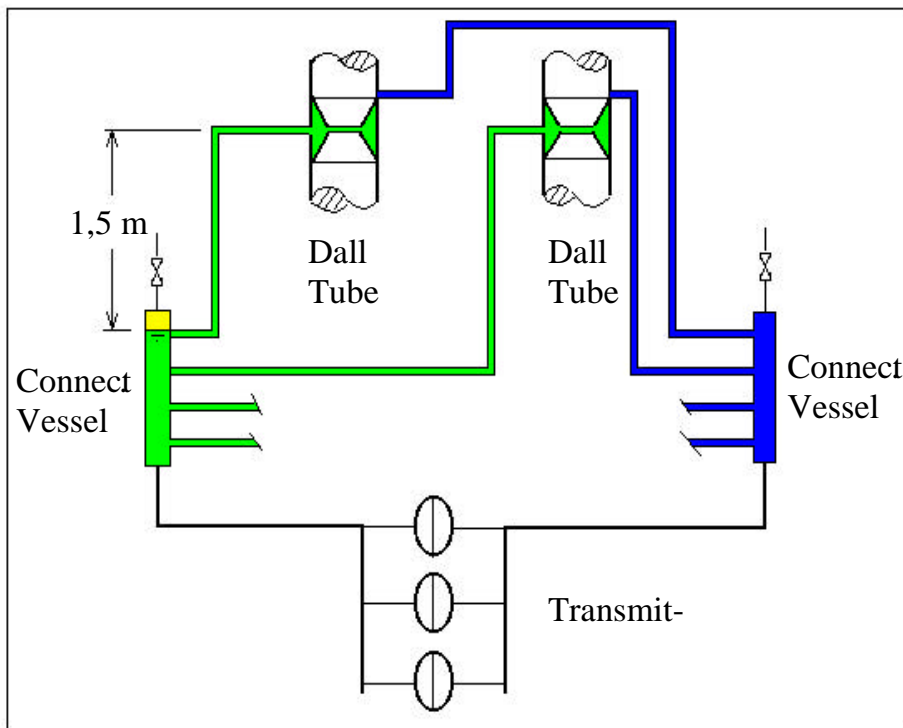 1,5 m
Dall
Tube
Dall
Tube
Connect-
Vessel
Connect-
Vessel
Transmit-